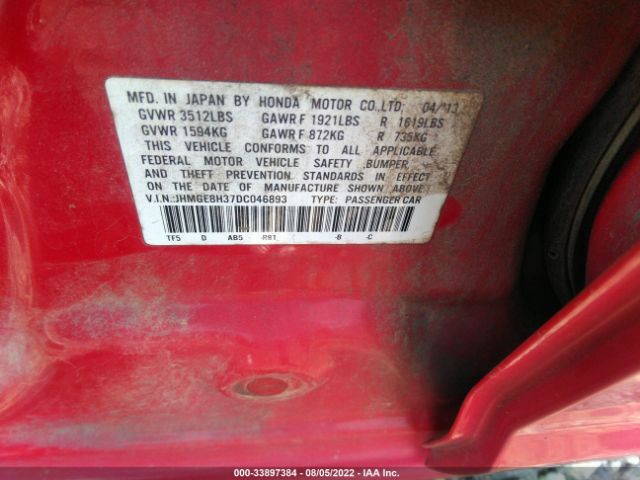 MFD. IN JAPAN BY HONDA MOTOR CO.,LTD. 04/'13
GVWR 3512LBS GAWR F 1921LBS R 1619LBS
GVWR 1594KG GAWR F 872KG R 735KG
THIS VEHICLE CONFORMS TO ALL APPLICABLE
FEDERAL MOTOR VEHICLE SAFETY,BUMPER,
AND THEFT PREVENTION STANDARDS IN EFFECT
ON THE DATE OF MANUFACTURE SHOWN ABOVE.
V.I.N.:JHMGE8H37DC046893 TYPE: PASSENGER CAR
TF5 D AB5 R81 -B -C
000-33897384 - 08/05/2022 - IAA Inc.